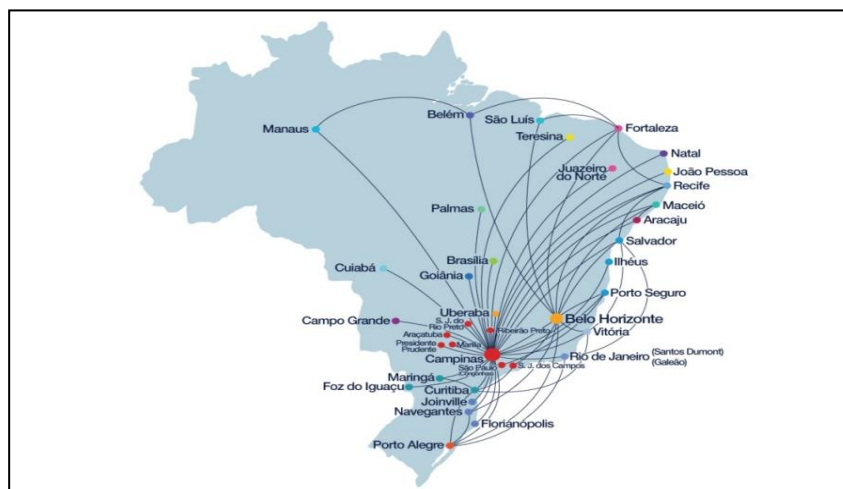 Manaus
Belém
São Luís
Teresina
Fortaleza
Natal
João Pessoa
Juazeiro
do Norte
Recife
Maceió
Palmas
Aracaju
Salvador
Brasília
Ilhéus
Cuiabá
Goiânia
Porto Seguro
Uberaba
Belo Horizonte
Campo Grande
S. J. do
Rio Preto
Ribeirão Preto
Vitória
Araçatuba
Presidente
Prudente
Marília
Campinas
Rio de Janeiro (Santos Dumont)
(Galeão)
São Paulo
Congonhas
S. J. dos Campos
Maringá
Foz do Iguaçu
Curitiba
Joinville
Navegantes
Florianópolis
Porto Alegre